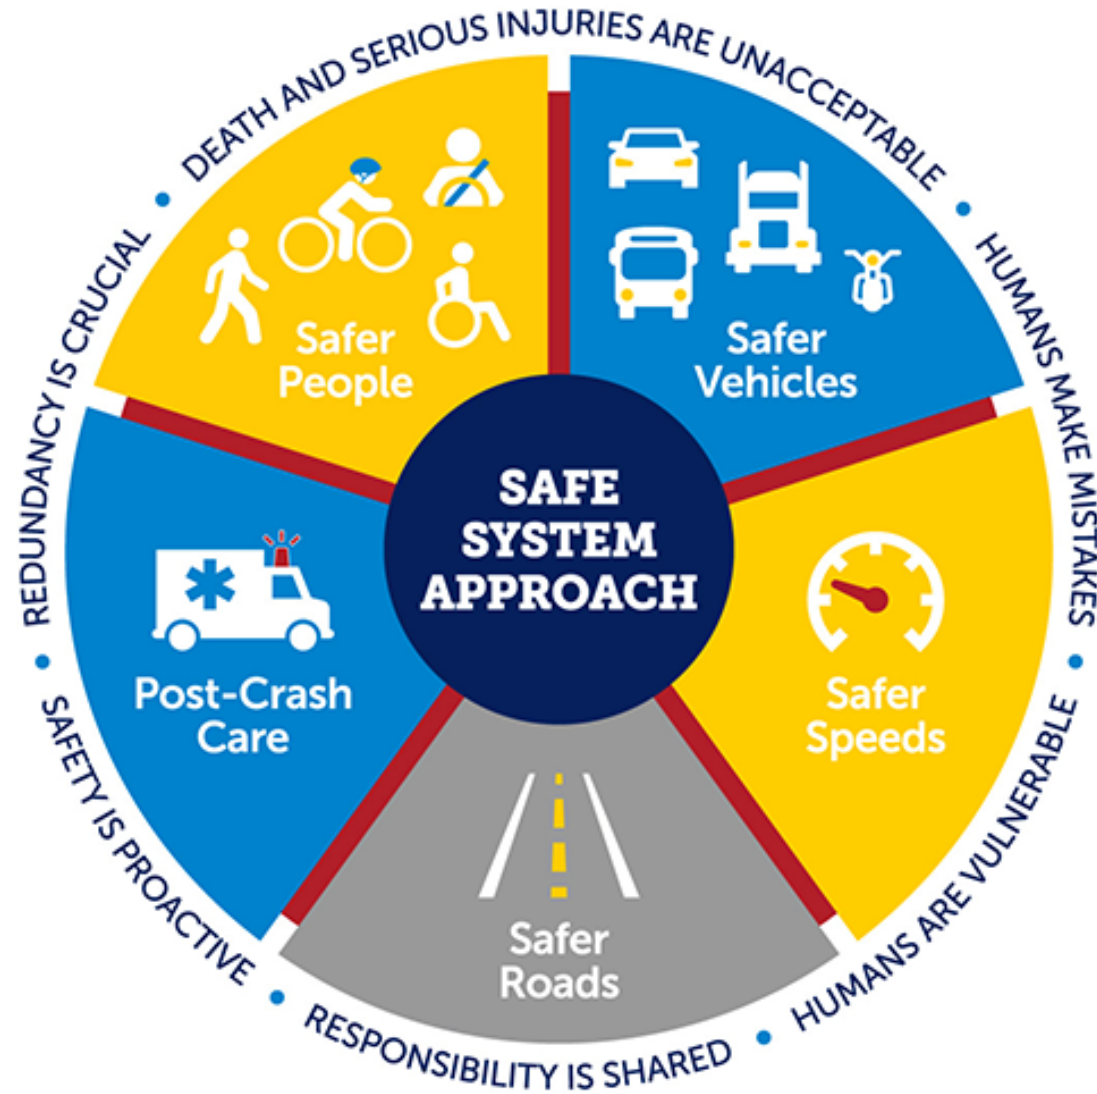 DEATH AND SERIOUS INJURIES ARE UNACCEPTABLE
HUMANS MAKE MISTAKES
HUMANS ARE VULNERABLE
RESPONSIBILITY IS SHARED
SAFETY IS PROACTIVE
REDUNDANCY IS CRUCIAL
SAFE
SYSTEM
APPROACH
Safer
People
Safer
Vehicles
Safer
Speeds
Safer
Roads
Post-Crash
Care